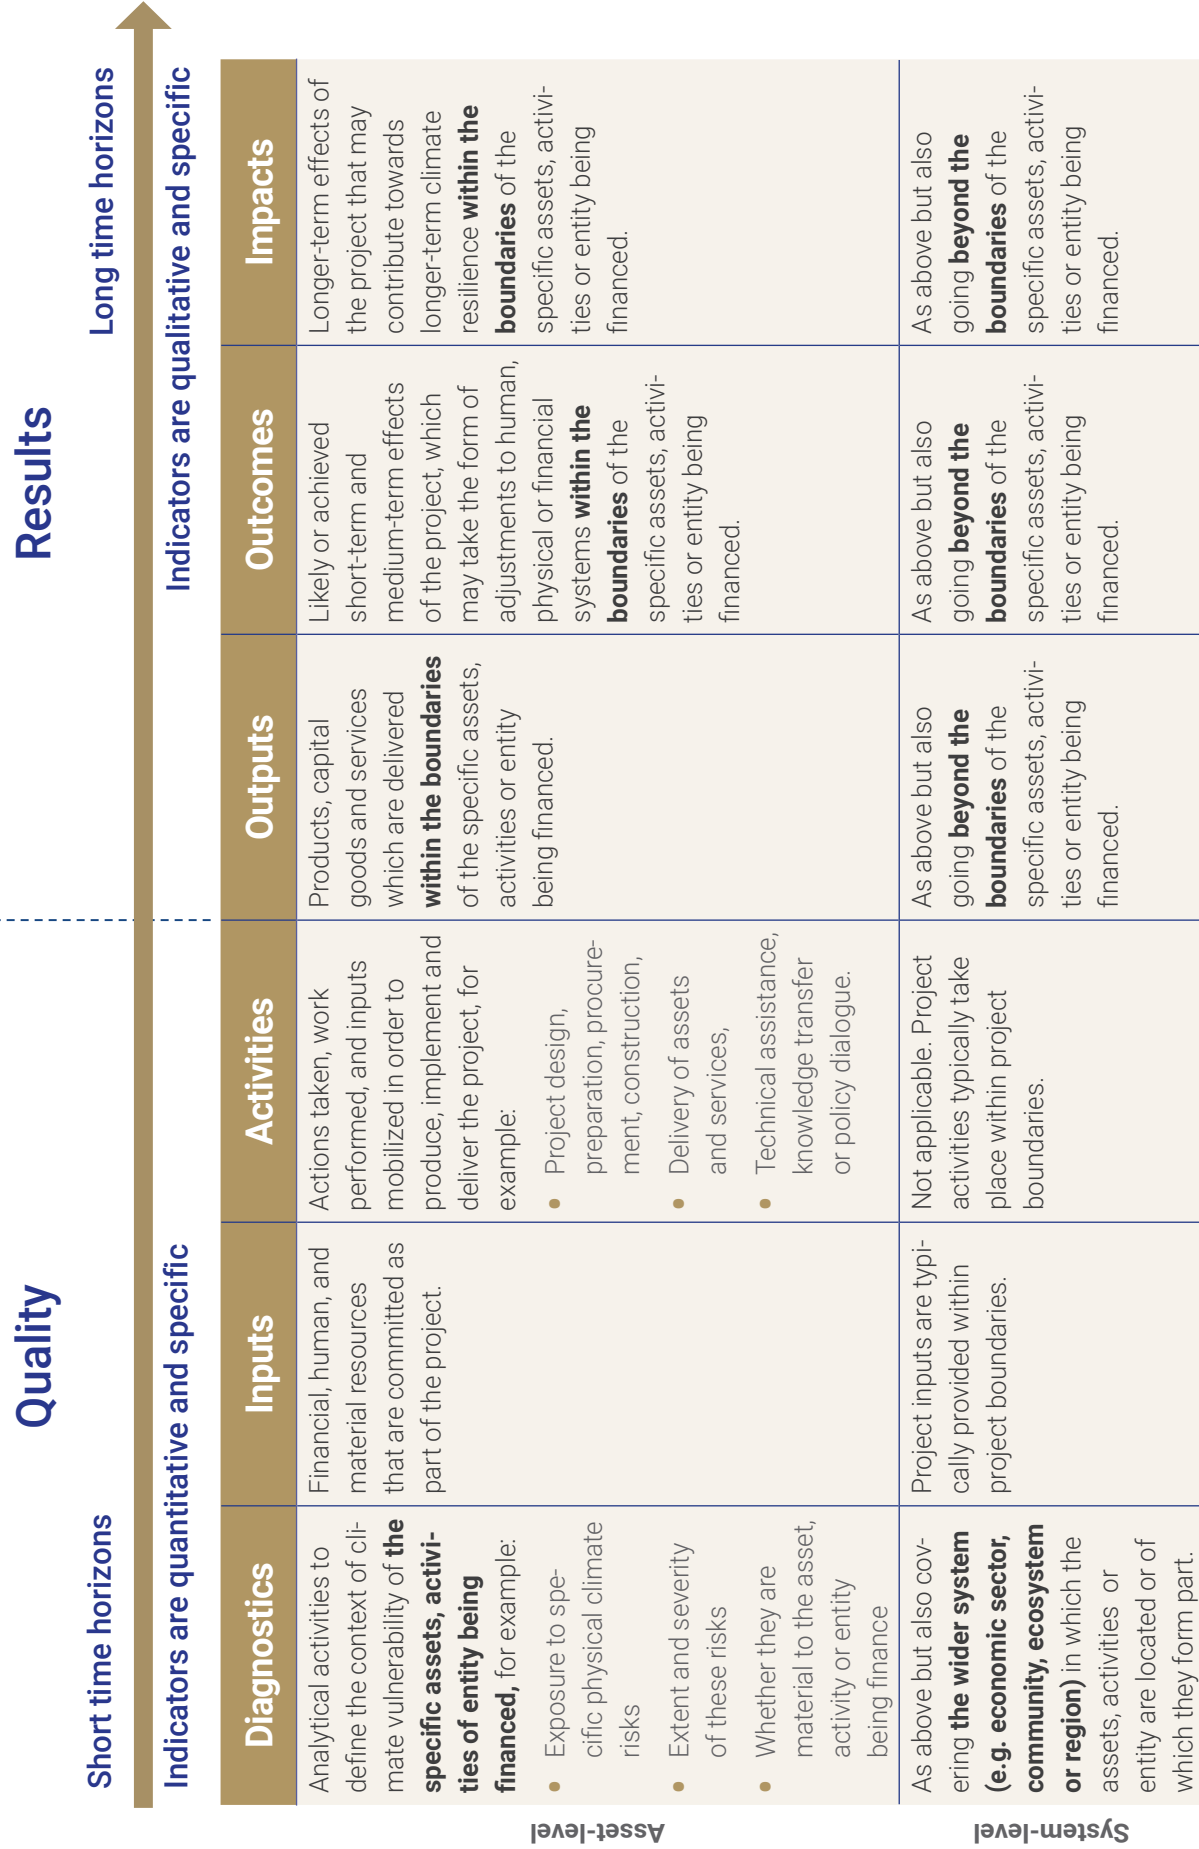 Quality
Results
Short time horizons
Long time horizons
Indicators are quantitative and specific
Indicators are qualitative and specific
Diagnostics
Inputs
Activities
Outputs
Outcomes
Impacts
Asset-level
Analytical activities to
define the context of cli-
mate vulnerability of the
specific assets, activi-
ties of entity being
financed, for example:
• Exposure to spe-
cific physical climate
risks
• Extent and severity
of these risks
• Whether they are
material to the asset,
activity or entity
being finance
Financial, human, and
material resources
that are committed as
part of the project.
Actions taken, work
performed, and inputs
mobilized in order to
produce, implement and
deliver the project, for
example:
• Project design,
preparation, procure-
ment, construction,
• Delivery of assets
and services,
• Technical assistance,
knowledge transfer
or policy dialogue.
Products, capital
goods and services
which are delivered
within the boundaries
of the specific assets,
activities or entity
being financed.
Likely or achieved
short-term and
medium-term effects
of the project, which
may take the form of
adjustments to human,
physical or financial
systems within the
boundaries of the
specific assets, activi-
ties or entity being
financed.
Longer-term effects of
the project that may
contribute towards
longer-term climate
resilience within the
boundaries of the
specific assets, activi-
ties or entity being
financed.
System-level
As above but also cov-
ering the wider system
(e.g. economic sector,
community, ecosystem
or region) in which the
assets, activities or
entity are located or of
which they form part.
Project inputs are typi-
cally provided within
project boundaries.
Not applicable. Project
activities typically take
place within project
boundaries.
As above but also
going beyond the
boundaries of the
specific assets, activi-
ties or entity being
financed.
As above but also
going beyond the
boundaries of the
specific assets, activi-
ties or entity being
financed.
As above but also
going beyond the
boundaries of the
specific assets, activi-
ties or entity being
financed.